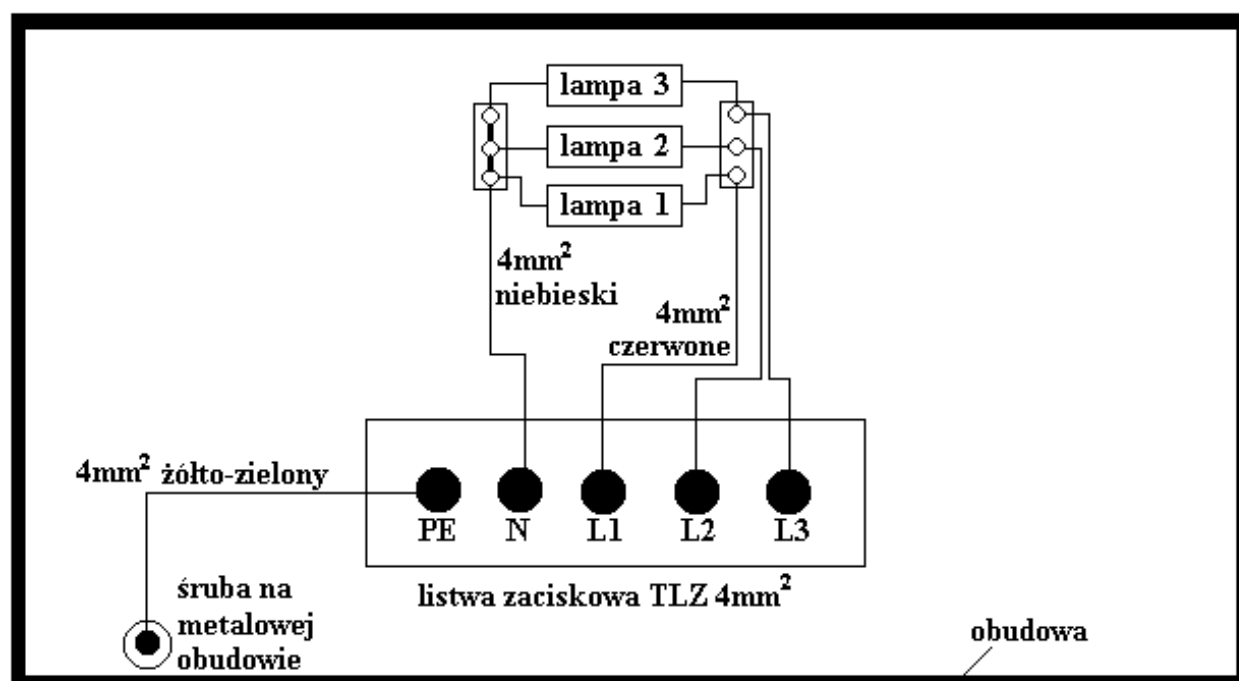 lampa 3
lampa 2
lampa 1
4mm²
niebieski
4mm²
czerwone
4mm² żółto-zielony
PE N L1 L2 L3
listwa zaciskowa TLZ 4mm²
śruba na
metalowej
obudowie
obudowa